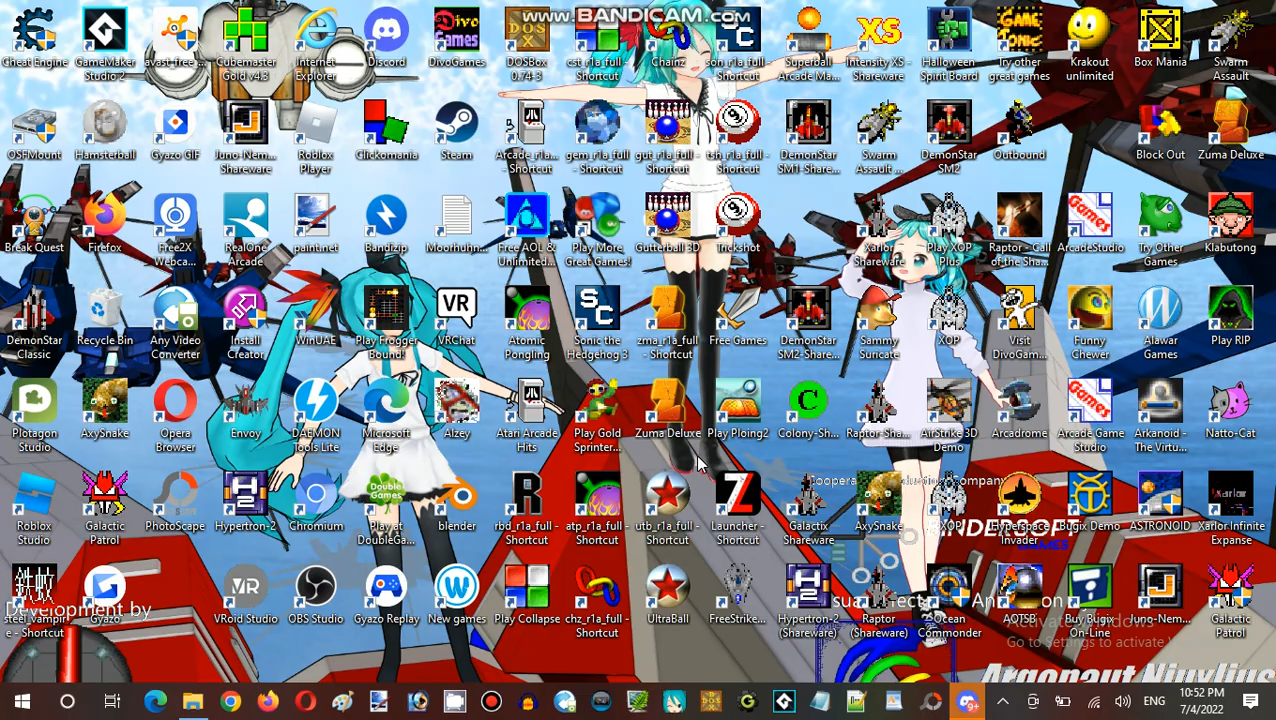 www.BANDICAM.com
Cheat Engine
GameMaker Studio 2
avast_free_...
Cubemaster Gold v4.3
Internet Explorer
Discord
DivoGames
DOSBox 0.74-3
cst_r1a_full - Shortcut
Chainz
son_r1a_full - Shortcut
Superball Arcade Ma...
Intensity XS - Shareware
Halloween Spirit Board
Try other great games
Krakout unlimited
Box Mania
Swarm Assault
OSFMount
Hamsterball
Gyazo GIF
Juno-Nem... Shareware
Roblox Player
Clickomania
Steam
Arcade_r1a... - Shortcut
gem_r1a_full - Shortcut
gut_r1a_full - Shortcut
tsh_r1a_full - Shortcut
DemonStar SM1-Share...
Swarm Assault ...
DemonStar SM2
Outbound
Block Out
Zuma Deluxe
Break Quest
Firefox
Free2X Webca...
RealOne Arcade
paint.net
Bandizip
Moorhuhn...
Free AOL & Unlimited...
Play More Great Games!
Gutterball 3D
Trickshot
Xarlor Shareware
Play XOP Plus
Raptor - Call of the Sha...
ArcadeStudio
Try Other Games
Klabutong
DemonStar Classic
Recycle Bin
Any Video Converter
Install Creator
WinUAE
Play Frogger Bound!
VRChat
Atomic Pongling
Sonic the Hedgehog 3
zma_r1a_full - Shortcut
Free Games
DemonStar SM2-Share...
Sammy Suricate
XOP
Visit DivoGam...
Funny Chewer
Alawar Games
Play RIP
Plotagon Studio
AxySnake
Opera Browser
Envoy
DAEMON Tools Lite
Microsoft Edge
Alzey
Atari Arcade Hits
Play Gold Sprinter...
Zuma Deluxe
Play Ploing2
Colony-Sh...
Raptor-Sha...
AirStrike 3D Demo
Arcadrome
Arcade Game Studio
Arkanoid - The Virtu...
Natto-Cat
Roblox Studio
Galactic Patrol
PhotoScape
Hypertron-2
Chromium
Play at DoubleGa...
blender
rbd_r1a_full - Shortcut
atp_r1a_full - Shortcut
utb_r1a_full - Shortcut
Launcher - Shortcut
Galactix Shareware
AxySnake
XOP
Hyperspace Invader
Bugix Demo
ASTRONOID
Xarlor Infinite Expanse
GAMES
Development by
steel_vampire - Shortcut
Gyazo
VRoid Studio
OBS Studio
Gyazo Replay
New games
Play Collapse
chz_r1a_full - Shortcut
UltraBall
FreeStrike...
Hypertron-2 (Shareware)
Raptor (Shareware)
Ocean Commander
AOTSB
Buy Bugix On-Line
Juno-Nem...
Galactic Patrol
Activate Windows
Go to Settings to activate
9+
ENG
10:52 PM
7/4/2022